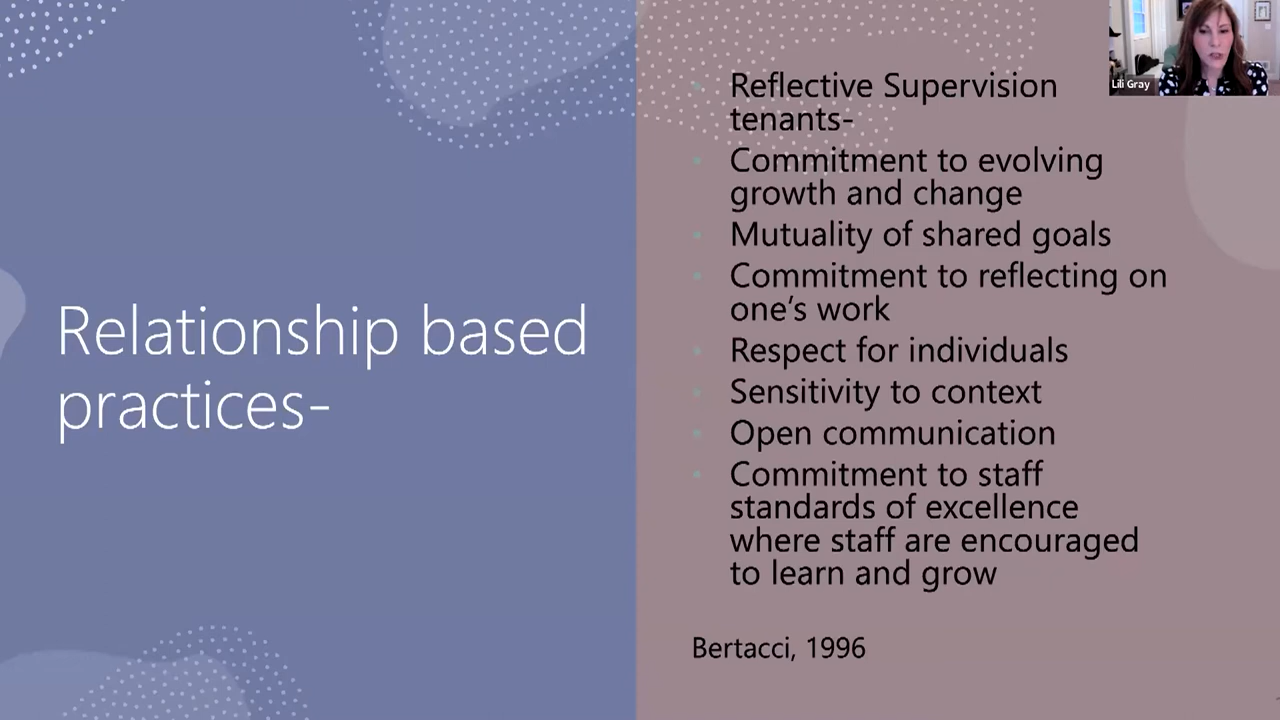 Relationship based
practices-
Reflective Supervision
tenants-
Commitment to evolving
growth and change
Mutuality of shared goals
Commitment to reflecting on
one's work
Respect for individuals
Sensitivity to context
Open communication
Commitment to staff
standards of excellence
where staff are encouraged
to learn and grow
Bertacci, 1996
Lili Gray